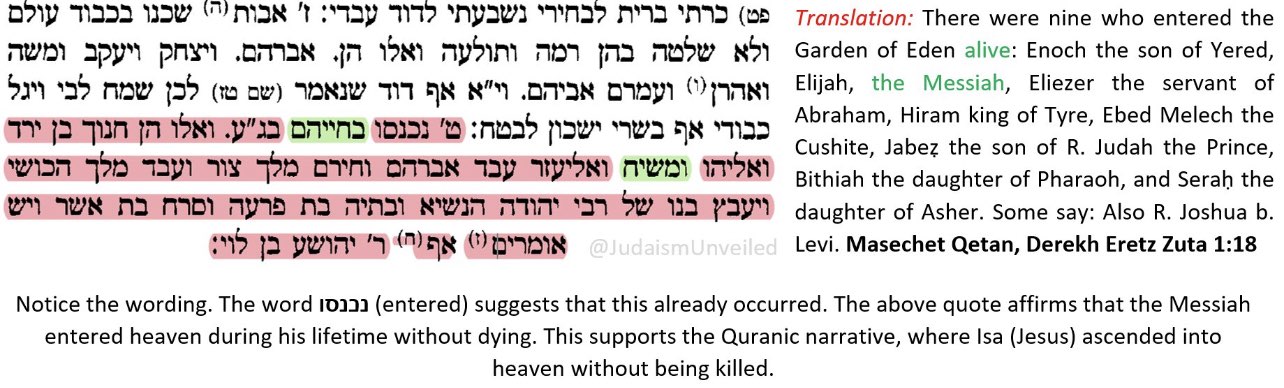 פט) כרתי ברית לבחירי נשבעתי לדוד עבדי: ז' אבות (ה) שכנו בכבוד עולם
ולא שלטה בהן רמה ותולעה ואלו הן. אברהם. ויצחק ויעקב ומשה
ואהרן (ו) ועמרם אביהם. וי"א אף דוד שנאמר (שם טז) לכן שמח לבי ויגל
כבודי אף בשרי ישכון לבטח: ט' נכנסו בחייהם בג"ע. ואלו הן חנוך בן ירד
ואליהו ומשיח ואליעזר עבד אברהם וחירם מלך צור ועבד מלך הכושי
ויעבץ בנו של רבי יהודה הנשיא ובתיה בת פרעה וסרח בת אשר ויש
אומרים (ז) אף (ח) ר' יהושע בן לוי:
@JudaismUnveiled
Translation: There were nine who entered the
Garden of Eden alive: Enoch the son of Yered,
Elijah, the Messiah, Eliezer the servant of
Abraham, Hiram king of Tyre, Ebed Melech the
Cushite, Jabeẓ the son of R. Judah the Prince,
Bithiah the daughter of Pharaoh, and Seraḥ the
daughter of Asher. Some say: Also R. Joshua b.
Levi. Masechet Qetan, Derekh Eretz Zuta 1:18
Notice the wording. The word נכנסו (entered) suggests that this already occurred. The above quote affirms that the Messiah
entered heaven during his lifetime without dying. This supports the Quranic narrative, where Isa (Jesus) ascended into
heaven without being killed.